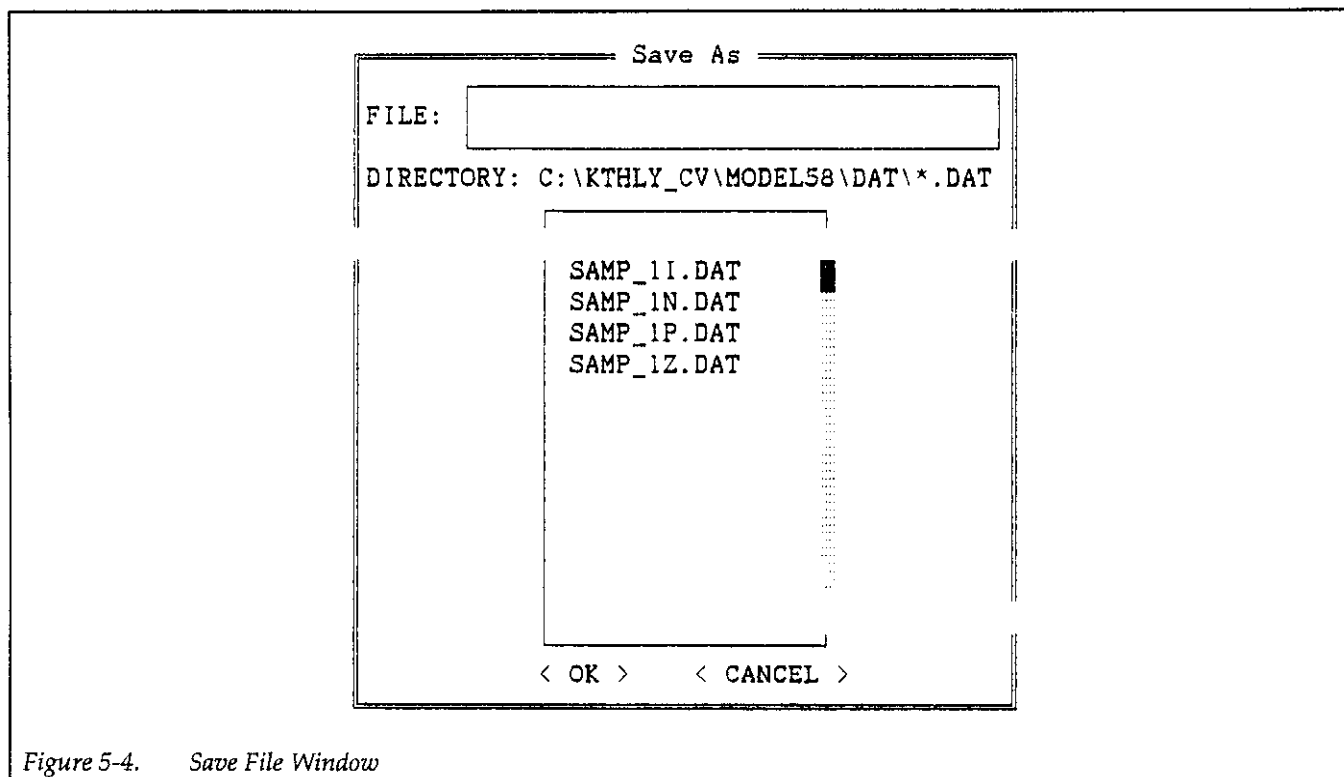 Save As
FILE:
DIRECTORY: C:\KTHLY_CV\MODEL58\DAT\*.DAT
SAMP_1I.DAT
SAMP_1N.DAT
SAMP_1P.DAT
SAMP_1Z.DAT
< OK > < CANCEL >
Figure 5-4. Save File Window